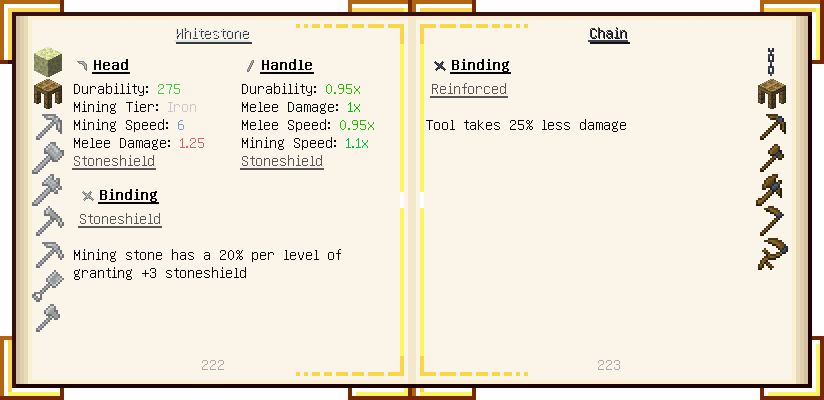 Whitestone
Head
Durability: 275
Mining Tier: Iron
Mining Speed: 6
Melee Damage: 1.25
Stoneshield
Handle
Durability: 0.95x
Melee Damage: 1x
Melee Speed: 0.95x
Mining Speed: 1.1x
Stoneshield
Binding
Stoneshield
Mining stone has a 20% per level of
granting +3 stoneshield
222
Chain
Binding
Reinforced
Tool takes 25% less damage
223